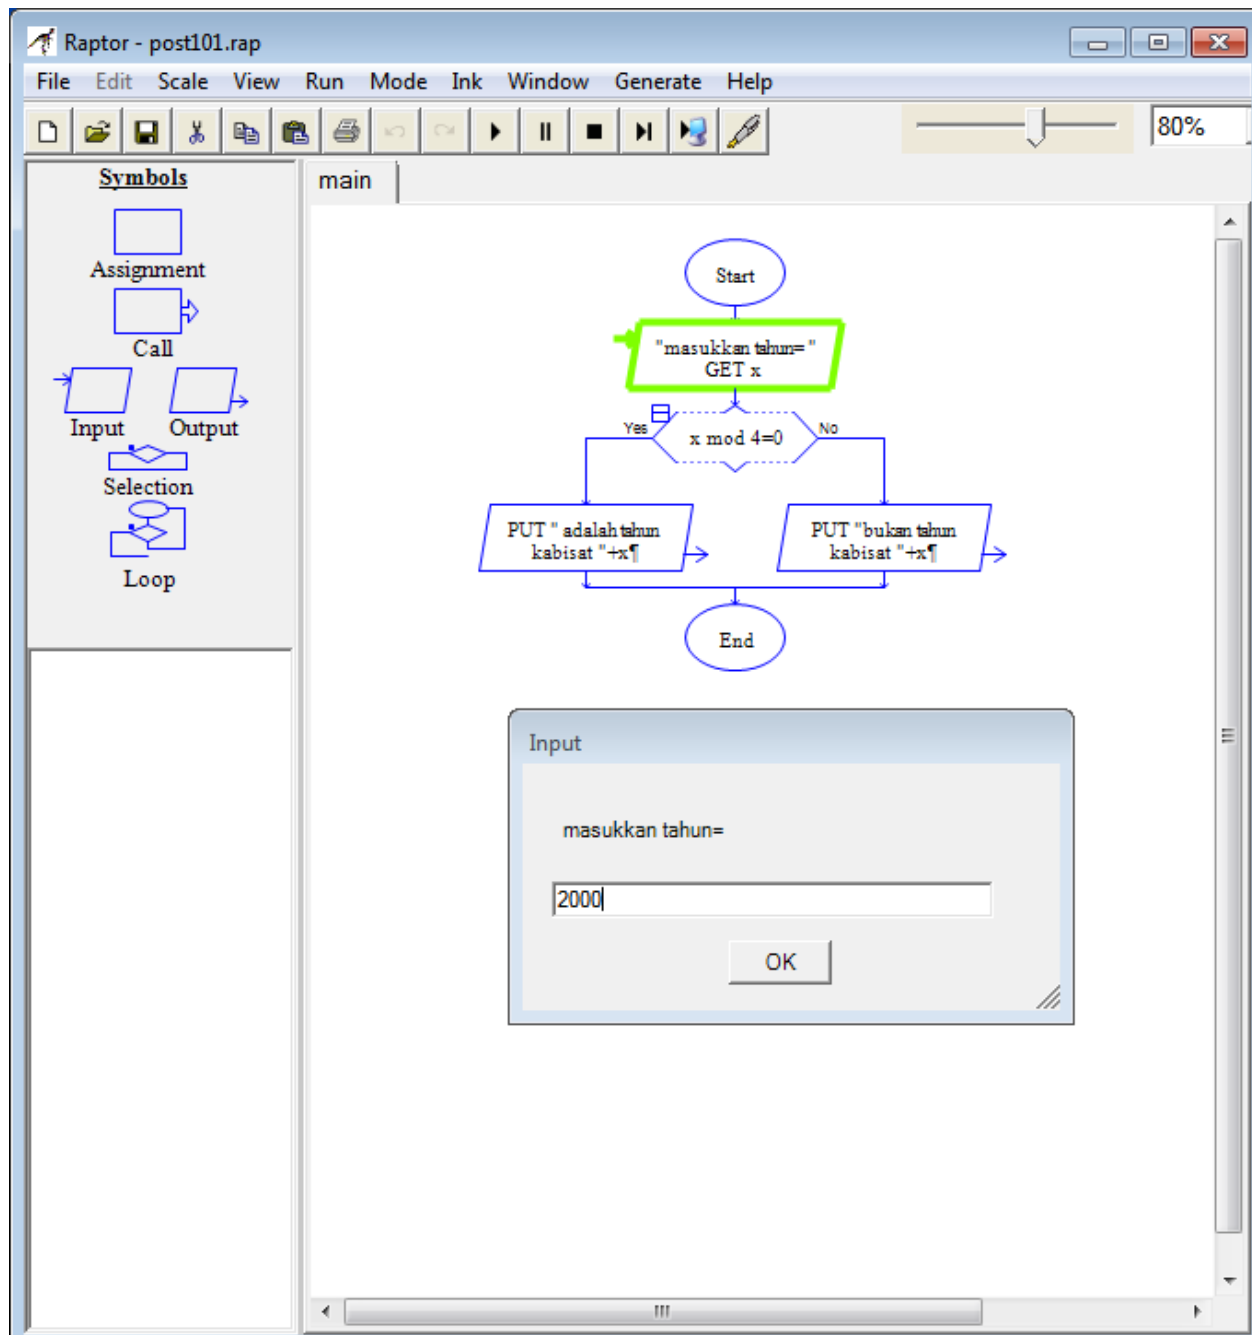 Raptor - post101.rap
File Edit Scale View Run Mode Ink Window Generate Help
80%
Symbols
Assignment
Call
Input Output
Selection
Loop
main
Start
"masukkan tahun= "
GET x
Yes
x mod 4=0
No
PUT " adalah tahun
kabisat "+x¶
PUT "bukan tahun
kabisat "+x¶
End
Input
masukkan tahun=
2000
OK